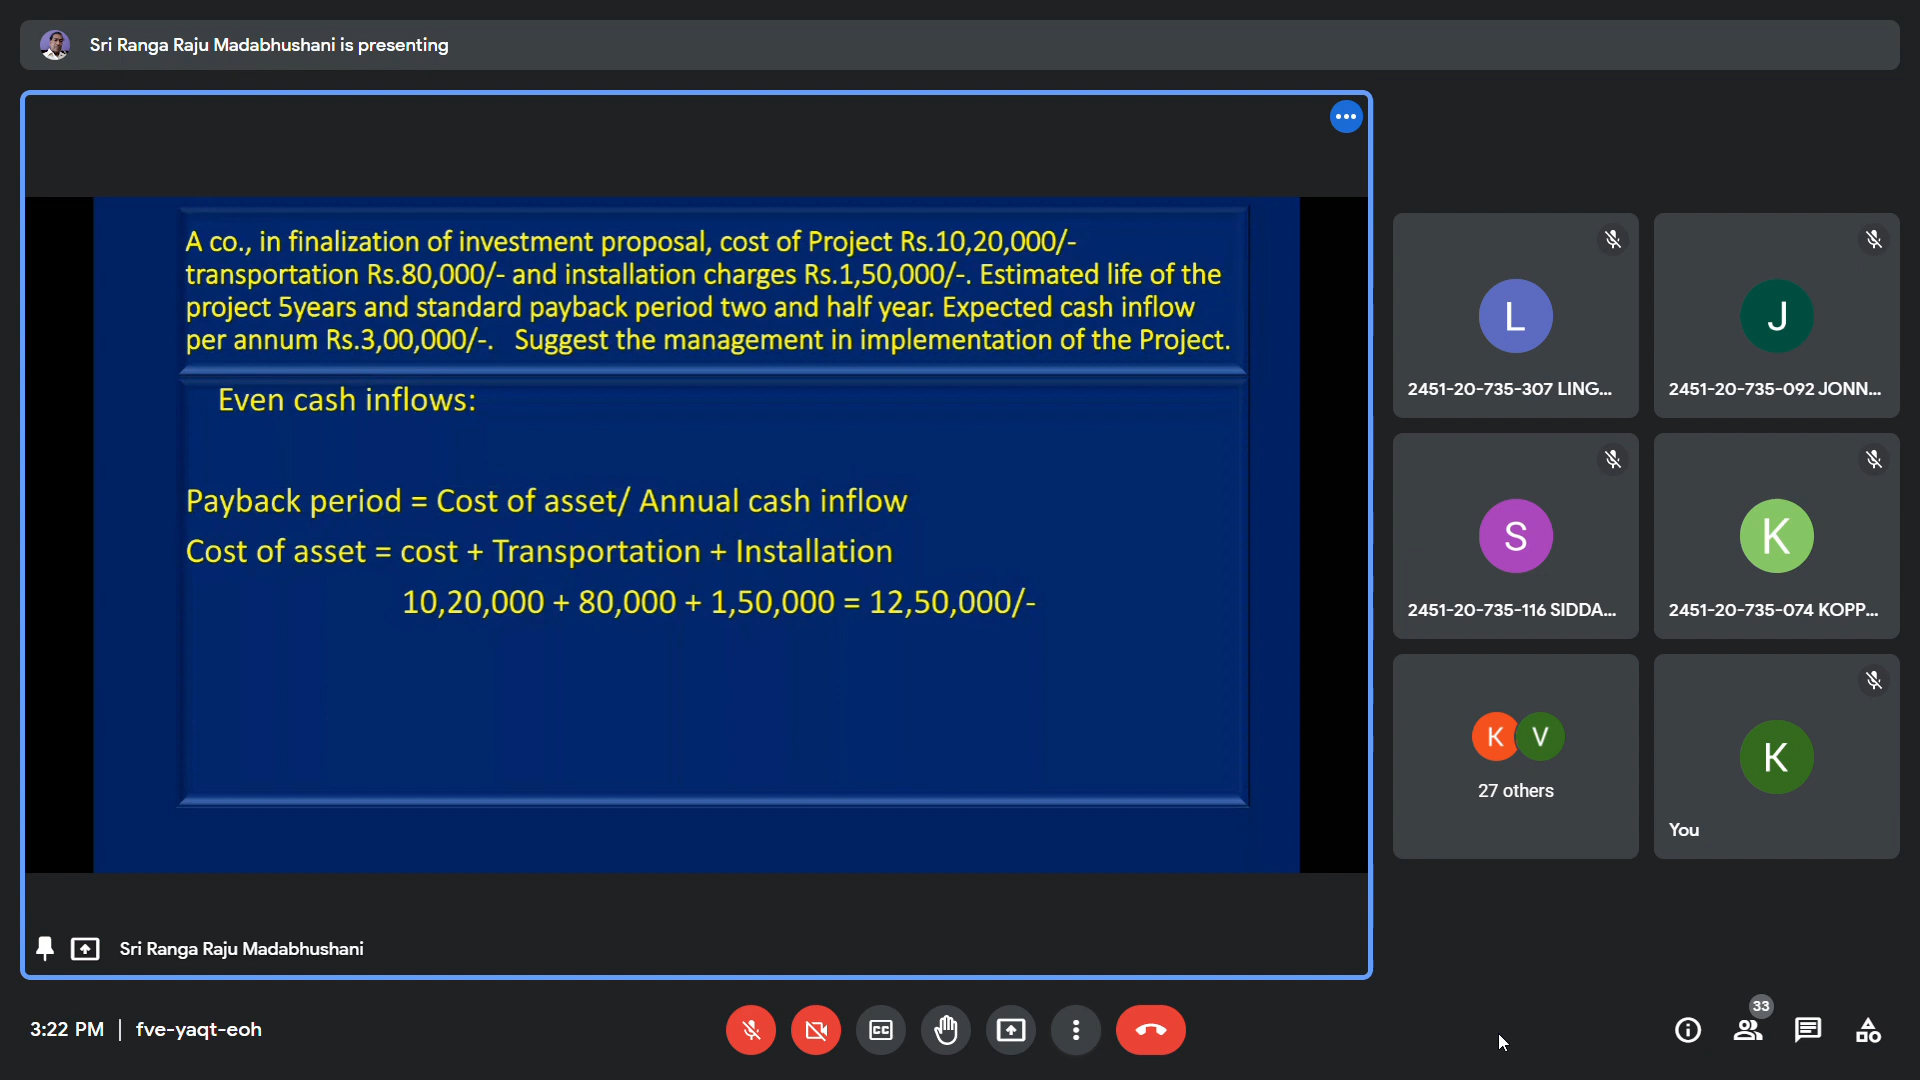 Sri Ranga Raju Madabhushani is presenting
A co., in finalization of investment proposal, cost of Project Rs.10,20,000/-
transportation Rs.80,000/- and installation charges Rs.1,50,000/-. Estimated life of the
project 5years and standard payback period two and half year. Expected cash inflow
per annum Rs.3,00,000/-. Suggest the management in implementation of the Project.
Even cash inflows:
Payback period = Cost of asset/ Annual cash inflow
Cost of asset = cost + Transportation + Installation
10,20,000 + 80,000 + 1,50,000 = 12,50,000/-
Sri Ranga Raju Madabhushani
L
2451-20-735-307 LING...
J
2451-20-735-092 JONN...
S
2451-20-735-116 SIDDA...
K
2451-20-735-074 KOPP...
K V
27 others
K
You
3:22 PM | fve-yaqt-eoh
CC
33